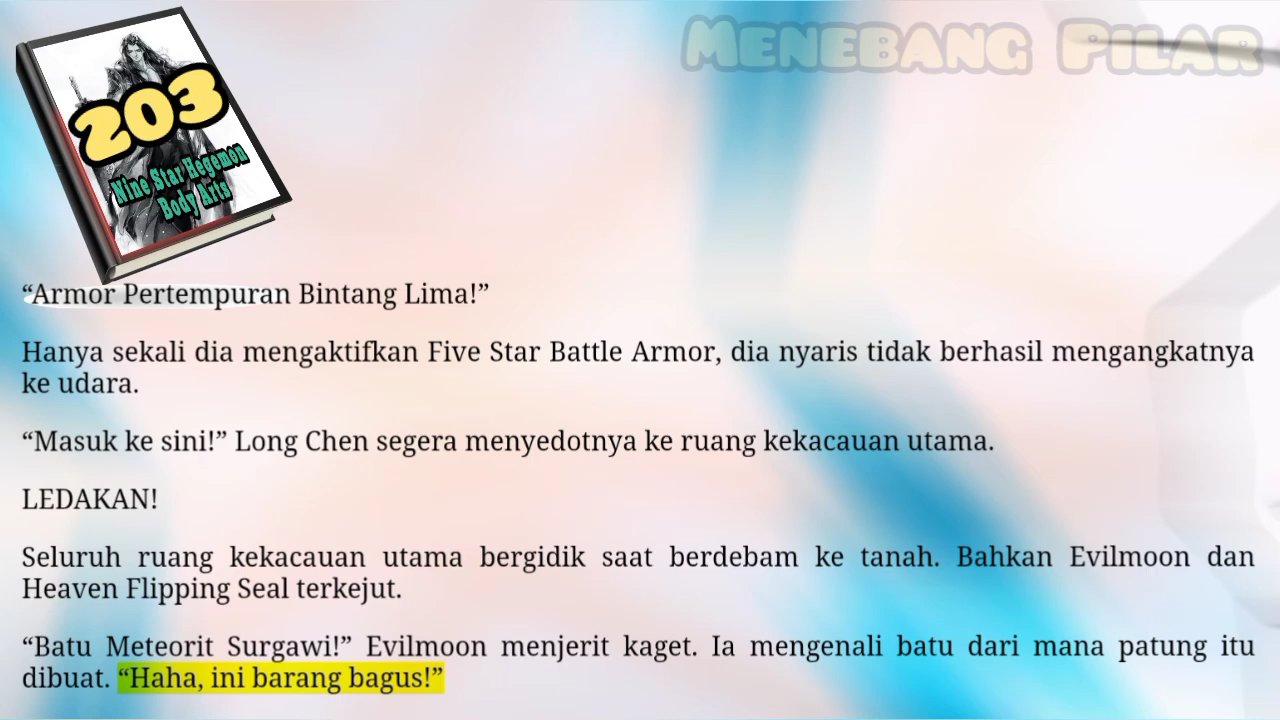 Menebang Pilar
203
Nine Star Hegemon
Body Arts
“Armor Pertempuran Bintang Lima!”
Hanya sekali dia mengaktifkan Five Star Battle Armor, dia nyaris tidak berhasil mengangkatnya
ke udara.
“Masuk ke sini!” Long Chen segera menyedotnya ke ruang kekacauan utama.
LEDAKAN!
Seluruh ruang kekacauan utama bergidik saat berdebam ke tanah. Bahkan Evilmoon dan
Heaven Flipping Seal terkejut.
“Batu Meteorit Surgawi!” Evilmoon menjerit kaget. Ia mengenali batu dari mana patung itu
dibuat. “Haha, ini barang bagus!”